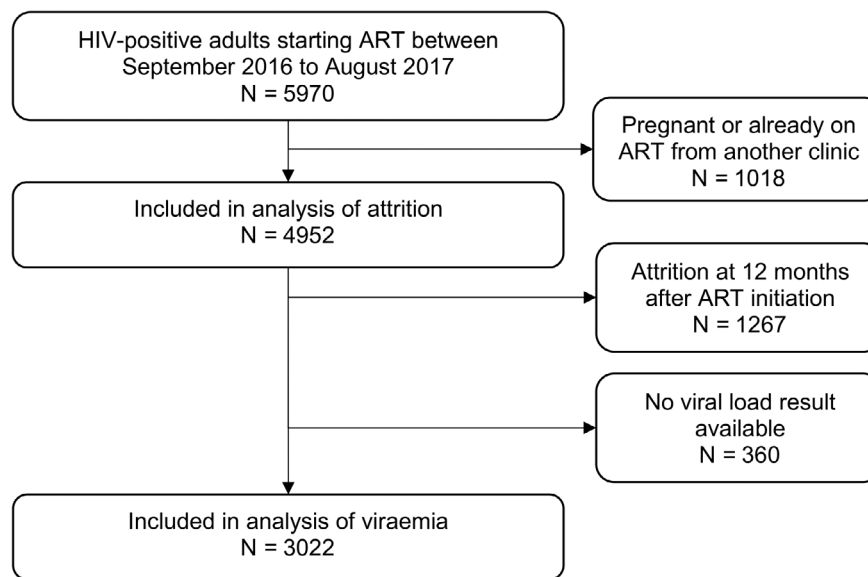 HIV-positive adults starting ART between
September 2016 to August 2017
N = 5970
Pregnant or already on
ART from another clinic
N = 1018
Included in analysis of attrition
N = 4952
Attrition at 12 months
after ART initiation
N = 1267
No viral load result
available
N = 360
Included in analysis of viraemia
N = 3022